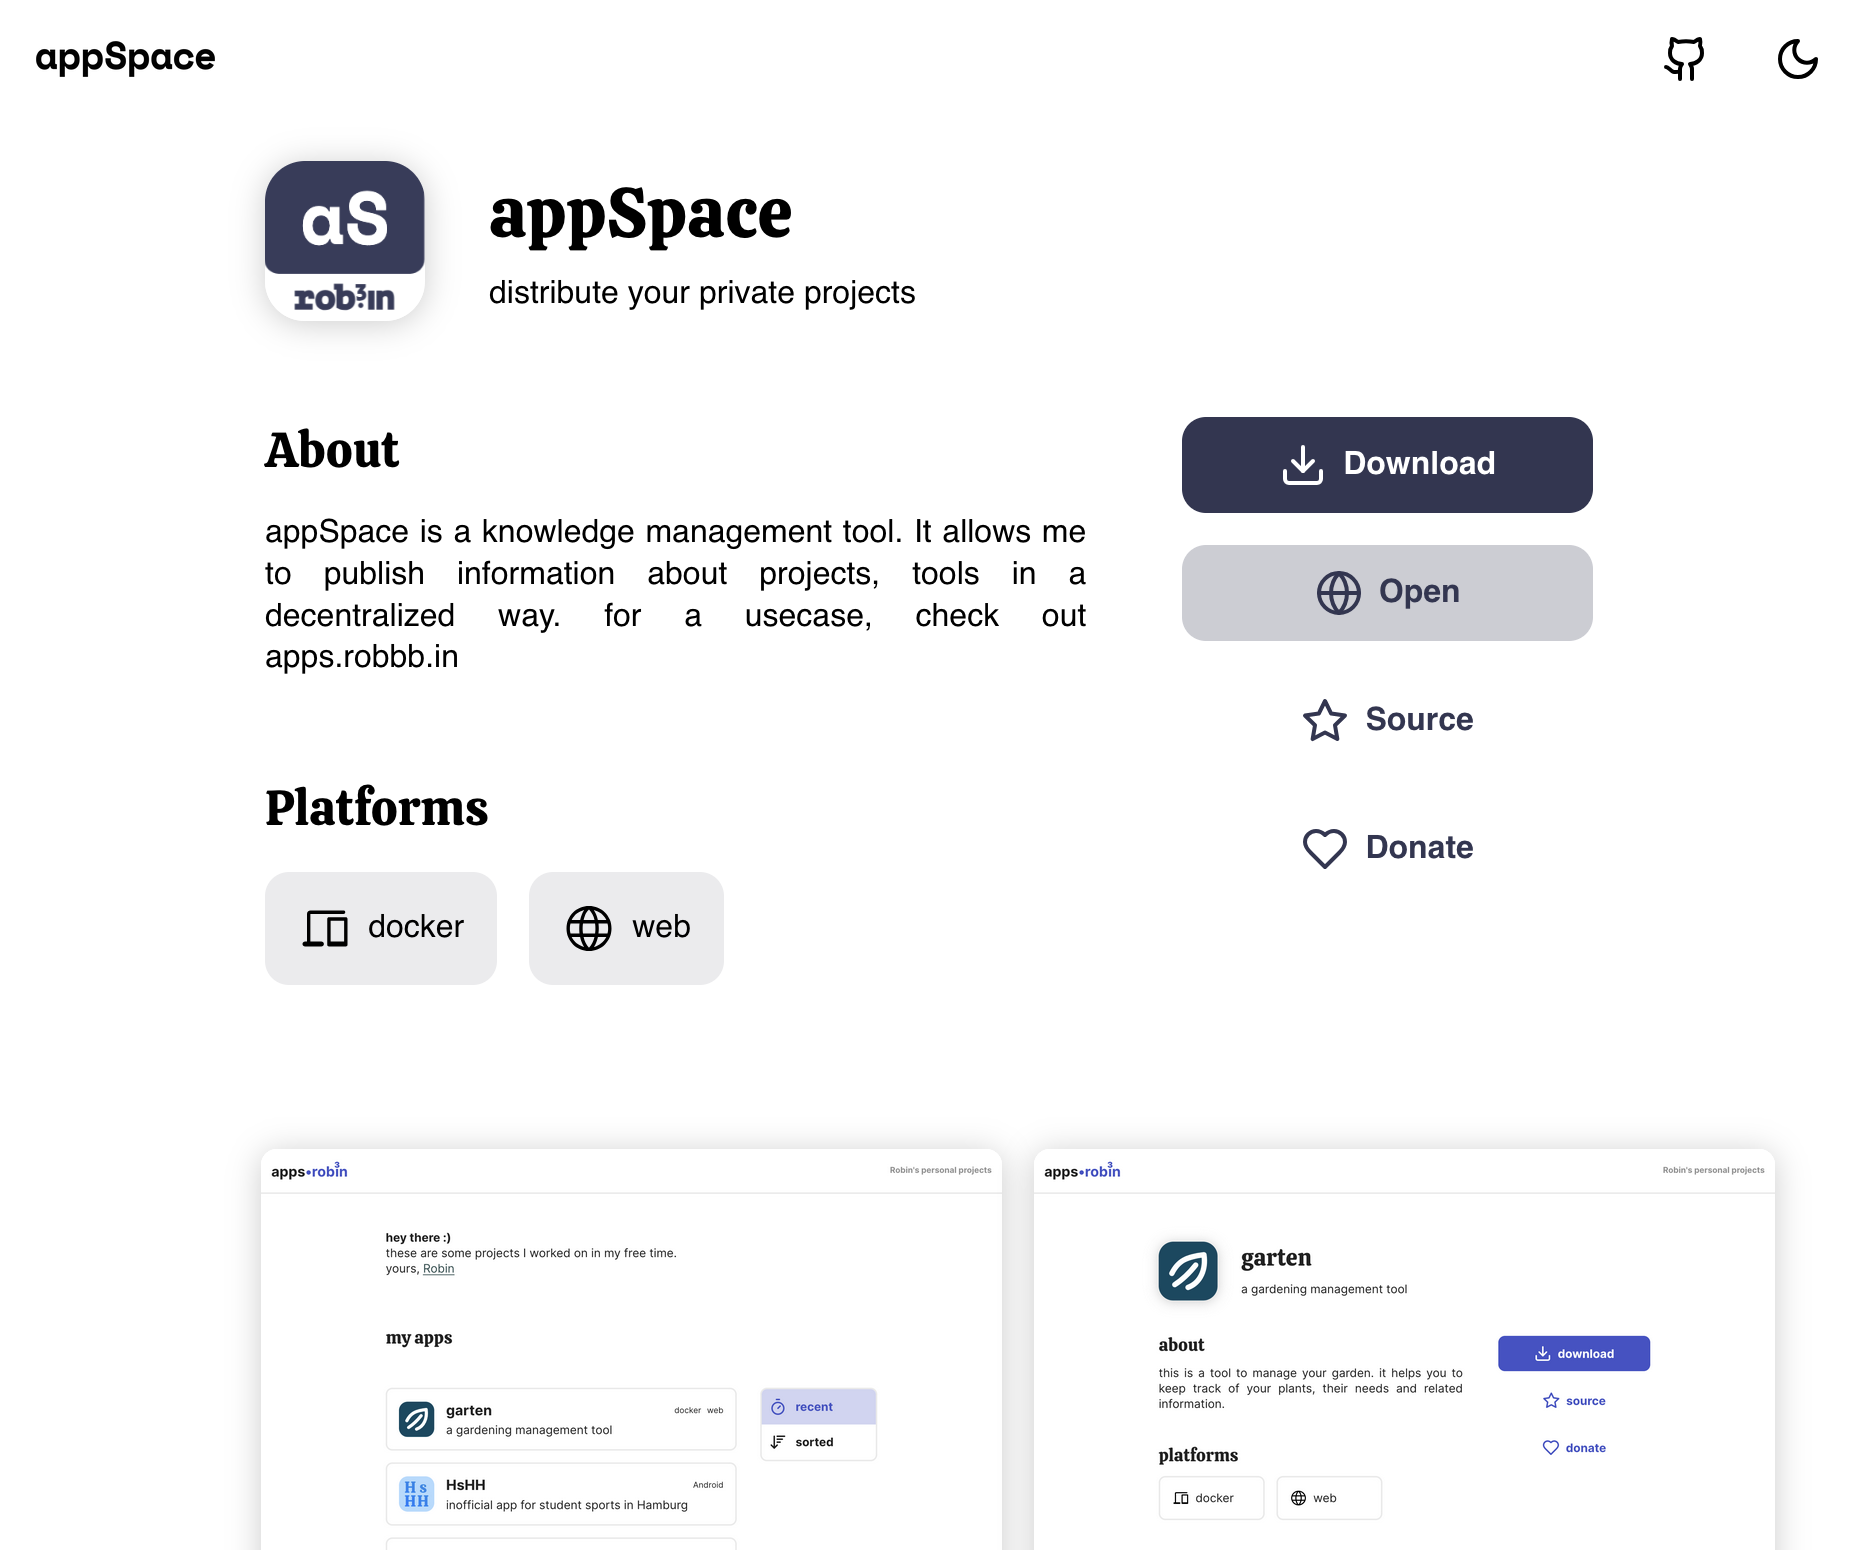 appSpace
aS
rob³in
appSpace
distribute your private projects
About
appSpace is a knowledge management tool. It allows me
to publish information about projects, tools in a
decentralized way. for a usecase, check out
apps.robbb.in
Download
Open
Source
Donate
Platforms
docker
web
apps•rob³in
Robin's personal projects
hey there :)
these are some projects I worked on in my free time.
yours, Robin
my apps
garten
docker web
a gardening management tool
HsHH
Android
inofficial app for student sports in Hamburg
Hs
HH
recent
sorted
apps•rob³in
Robin's personal projects
garten
a gardening management tool
about
this is a tool to manage your garden. it helps you to
keep track of your plants, their needs and related
information.
download
source
donate
platforms
docker
web